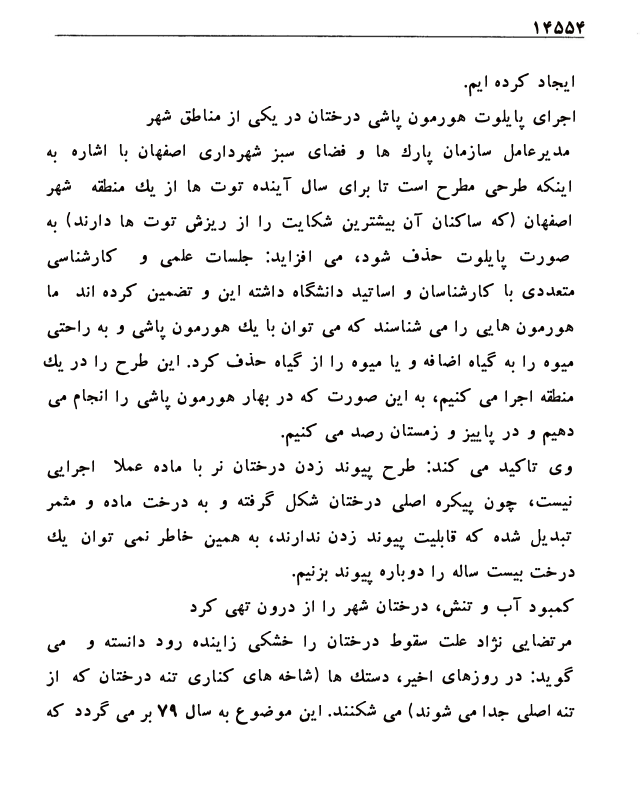 ۱۴۵۵۴
ایجاد کرده ایم.
اجرای پایلوت هورمون پاشی درختان در یکی از مناطق شهر
مدیرعامل سازمان پارك ها و فضای سبز شهرداری اصفهان با اشاره به
اینکه طرحی مطرح است تا برای سال آینده توت ها از یك منطقه شهر
اصفهان (که ساکنان آن بیشترین شکایت را از ریزش توت ها دارند) به
صورت پایلوت حذف شود، می افزاید: جلسات علمی و کارشناسی
متعددی با کارشناسان و اساتید دانشگاه داشته این و تضمین کرده اند ما
هورمون هایی را می شناسند که می توان با یك هورمون پاشی و به راحتی
میوه را به گیاه اضافه و یا میوه را از گیاه حذف کرد. این طرح را در یك
منطقه اجرا می کنیم، به این صورت که در بهار هورمون پاشی را انجام می
دهیم و در پاییز و زمستان رصد می کنیم.
وی تاکید می کند: طرح پیوند زدن درختان نر با ماده عملا اجرایی
نیست، چون پیکره اصلی درختان شکل گرفته و به درخت ماده و مثمر
تبدیل شده که قابلیت پیوند زدن ندارند، به همین خاطر نمی توان یك
درخت بیست ساله را دوباره پیوند بزنیم.
کمبود آب و تنش، درختان شهر را از درون تهی کرد
مرتضایی نژاد علت سقوط درختان را خشکی زاینده رود دانسته و می
گوید: در روزهای اخیر، دستك ها (شاخه های کناری تنه درختان که از
تنه اصلی جدا می شوند) می شکنند. این موضوع به سال ۷۹ بر می گردد که